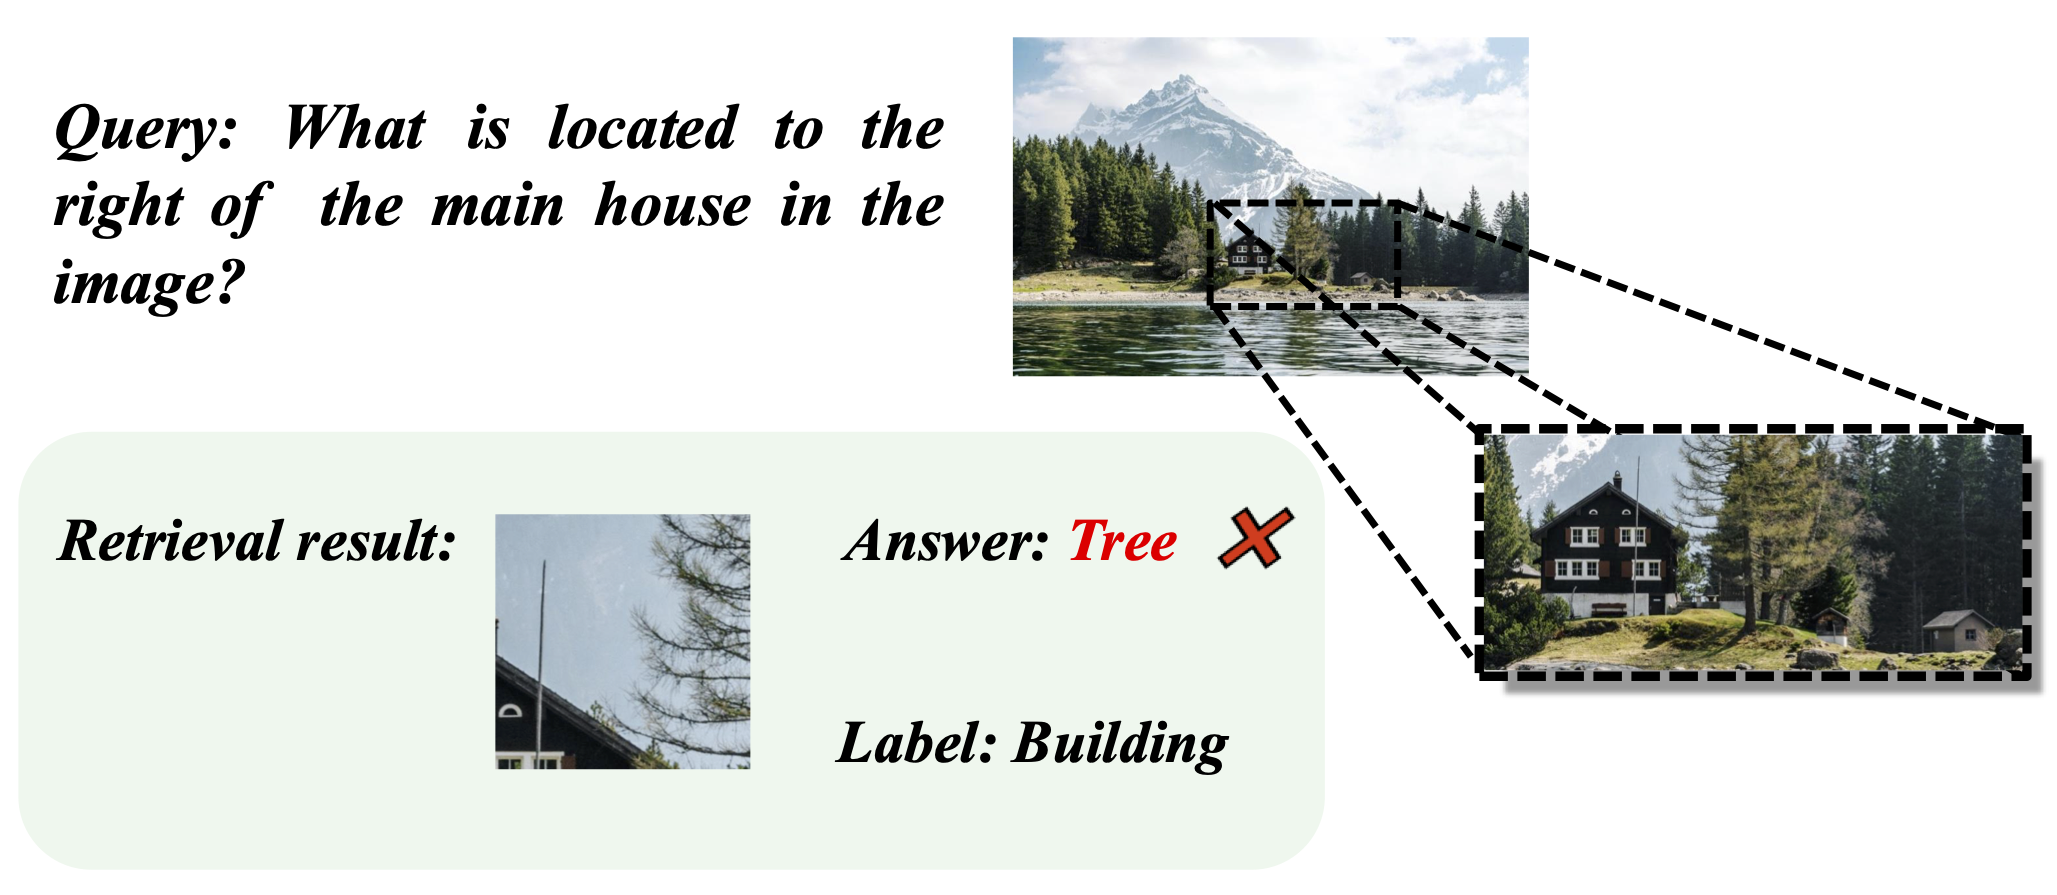 Query: What is located to the
right of the main house in the
image?
Retrieval result:
Answer: Tree
Label: Building